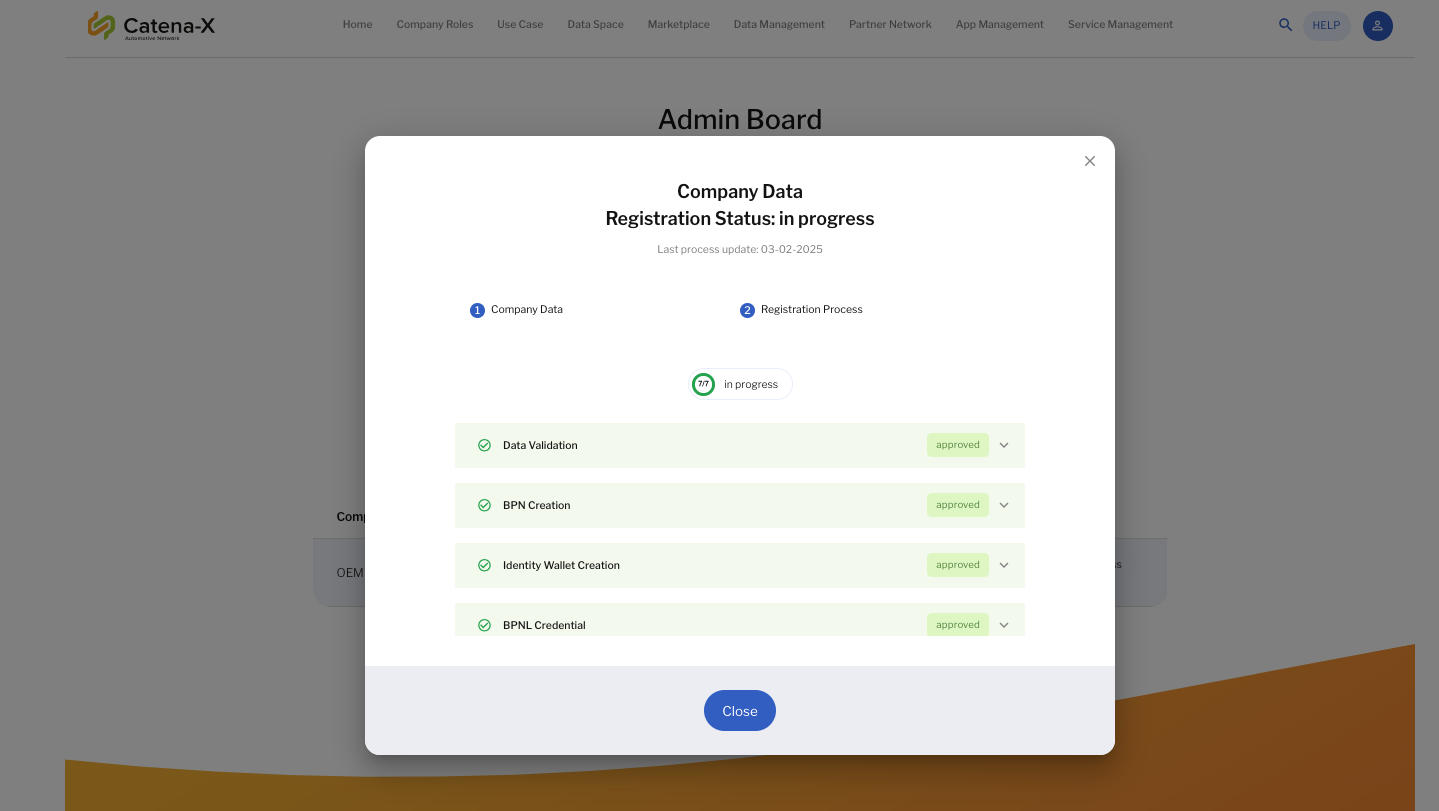 Catena-X
Automotive Network
Home
Company Roles
Use Case
Data Space
Marketplace
Data Management
Partner Network
App Management
Service Management
HELP
Admin Board
Company Data
Registration Status: in progress
Last process update: 03-02-2025
1 Company Data
2 Registration Process
7/7 in progress
Data Validation approved
BPN Creation approved
Identity Wallet Creation approved
BPNL Credential approved
OEM
Close